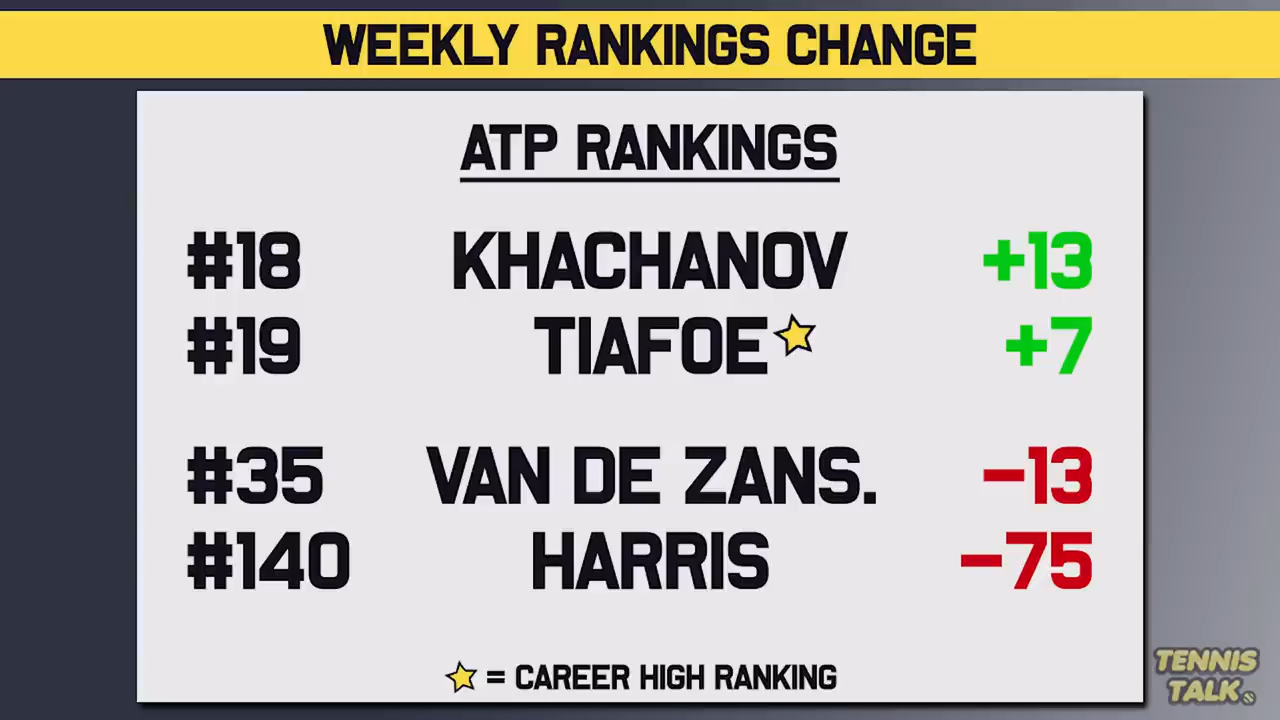 WEEKLY RANKINGS CHANGE
ATP RANKINGS
#18 KHACHANOV +13
#19 TIAFOE +7
#35 VAN DE ZANS. -13
#140 HARRIS -75
= CAREER HIGH RANKING
TENNIS
TALK